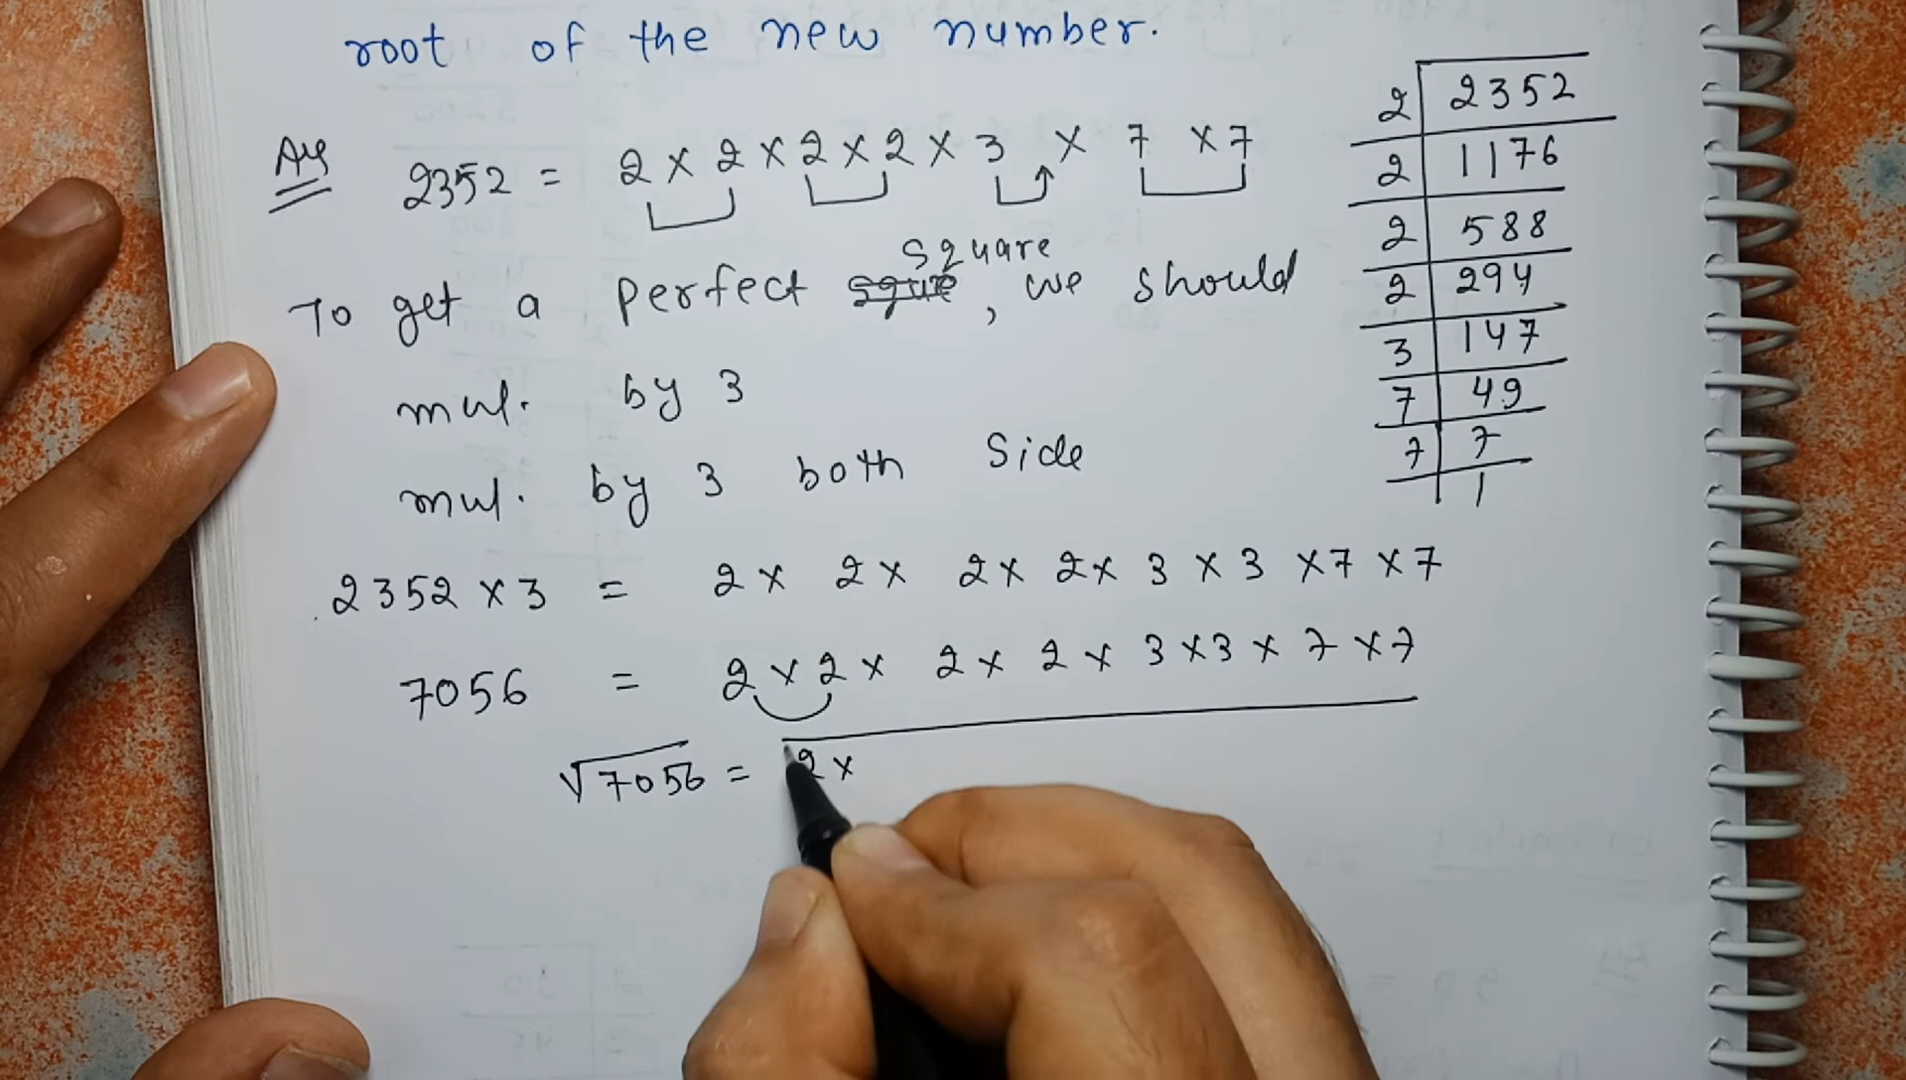 root of the new number.
Ans 2352 = 2 × 2 × 2 × 2 × 3 × 7 × 7
square
To get a perfect squre, we should
mul. by 3
mul. by 3 both Side
2352 × 3 = 2 × 2 × 2 × 2 × 3 × 3 × 7 × 7
7056 = 2 × 2 × 2 × 2 × 3 × 3 × 7 × 7
√7056 = 2 ×
2 | 2352
2 | 1176
2 | 588
2 | 294
3 | 147
7 | 49
7 | 7
| 1